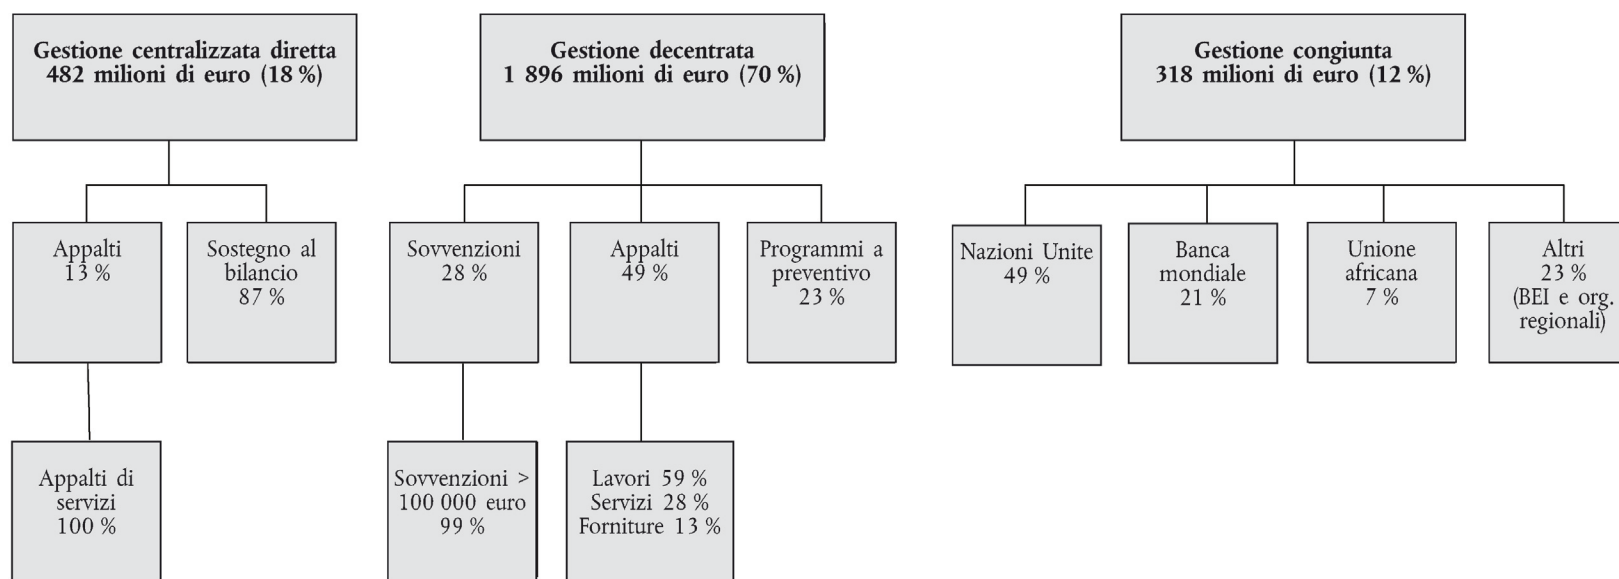 Gestione centralizzata diretta
482 milioni di euro (18 %)
Gestione decentrata
1 896 milioni di euro (70 %)
Gestione congiunta
318 milioni di euro (12 %)
Appalti
13 %
Sostegno al
bilancio
87 %
Sovvenzioni
28 %
Appalti
49 %
Programmi a
preventivo
23 %
Nazioni Unite
49 %
Banca
mondiale
21 %
Unione
africana
7 %
Altri
23 %
(BEI e org.
regionali)
Appalti di
servizi
100 %
Sovvenzioni >
100 000 euro
99 %
Lavori 59 %
Servizi 28 %
Forniture 13 %